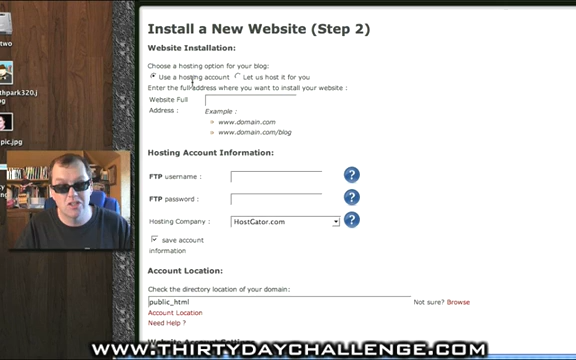 Install a New Website (Step 2)
Website Installation:
Choose a hosting option for your blog:
Use a hosting account Let us host it for you
Enter the full address where you want to install your website :
Website Full
Address :
Example :
www.domain.com
www.domain.com/blog
Hosting Account Information:
FTP username : ?
FTP password : ?
Hosting Company : HostGator.com ?
save account
information
Account Location:
Check the directory location of your domain:
public_html Not sure? Browse
Account Location
Need Help ?
WWW.THIRTYDAYCHALLENGE.COM
thpark320.j
pg
pic.jpg